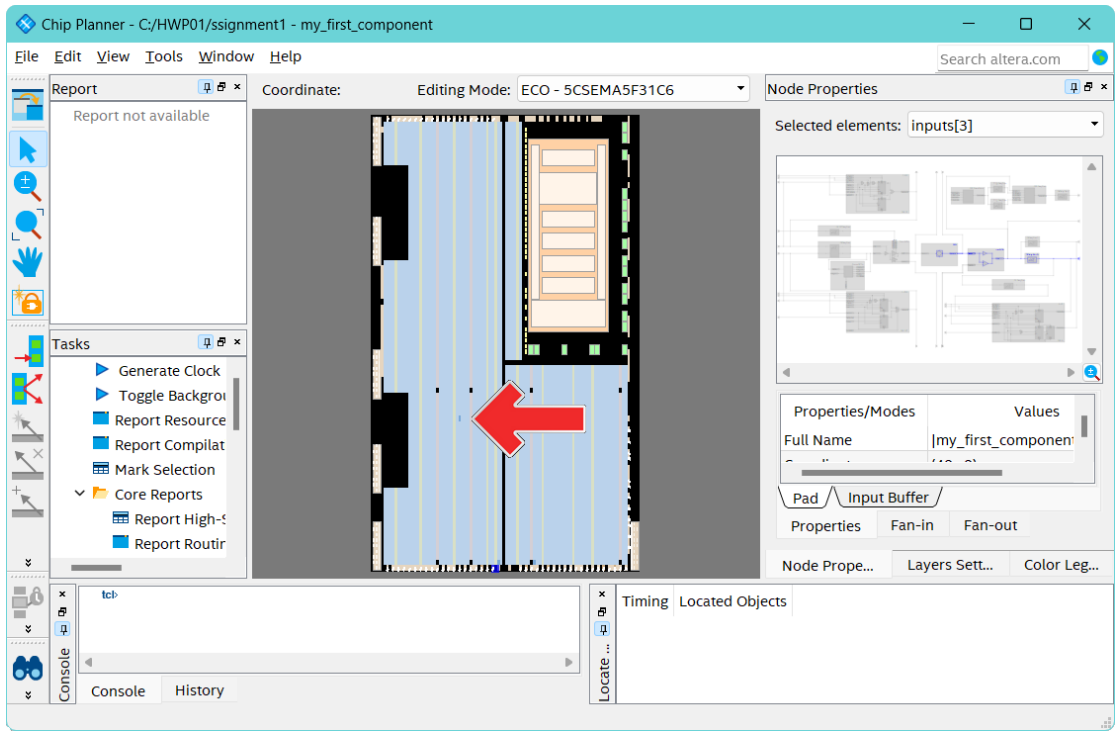 Chip Planner - C:/HWP01/ssignment1 - my_first_component
File Edit View Tools Window Help
Search altera.com
Report
Report not available
Coordinate:
Editing Mode: ECO - 5CSEMA5F31C6
Node Properties
Selected elements: inputs[3]
Tasks
Generate Clock
Toggle Backgrou
Report Resource
Report Compilat
Mark Selection
Core Reports
Report High-S
Report Routin
Properties/Modes Values
Full Name |my_first_component
Pad Input Buffer
Properties Fan-in Fan-out
Node Prope... Layers Sett... Color Leg...
Console
tcl>
Console History
Locate ...
Timing Located Objects